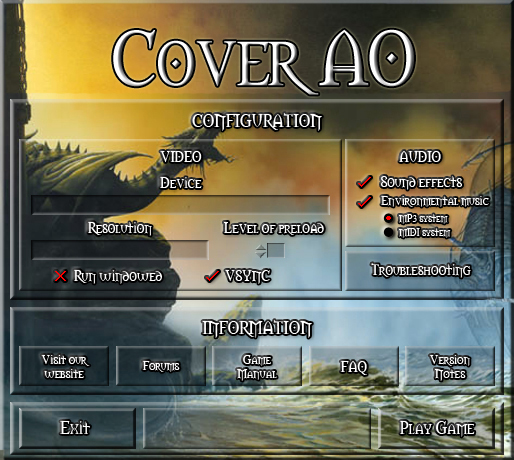 Cover AO
CONFIGURATION
VIDEO
Device
Resolution
Level of preload
Run windowed
VSYNC
AUDIO
Sound effects
Environmental music
MP3 system
MIDI system
Troubleshooting
INFORMATION
Visit our
website
Forums
Game
Manual
FAQ
Version
Notes
Exit
Play Game